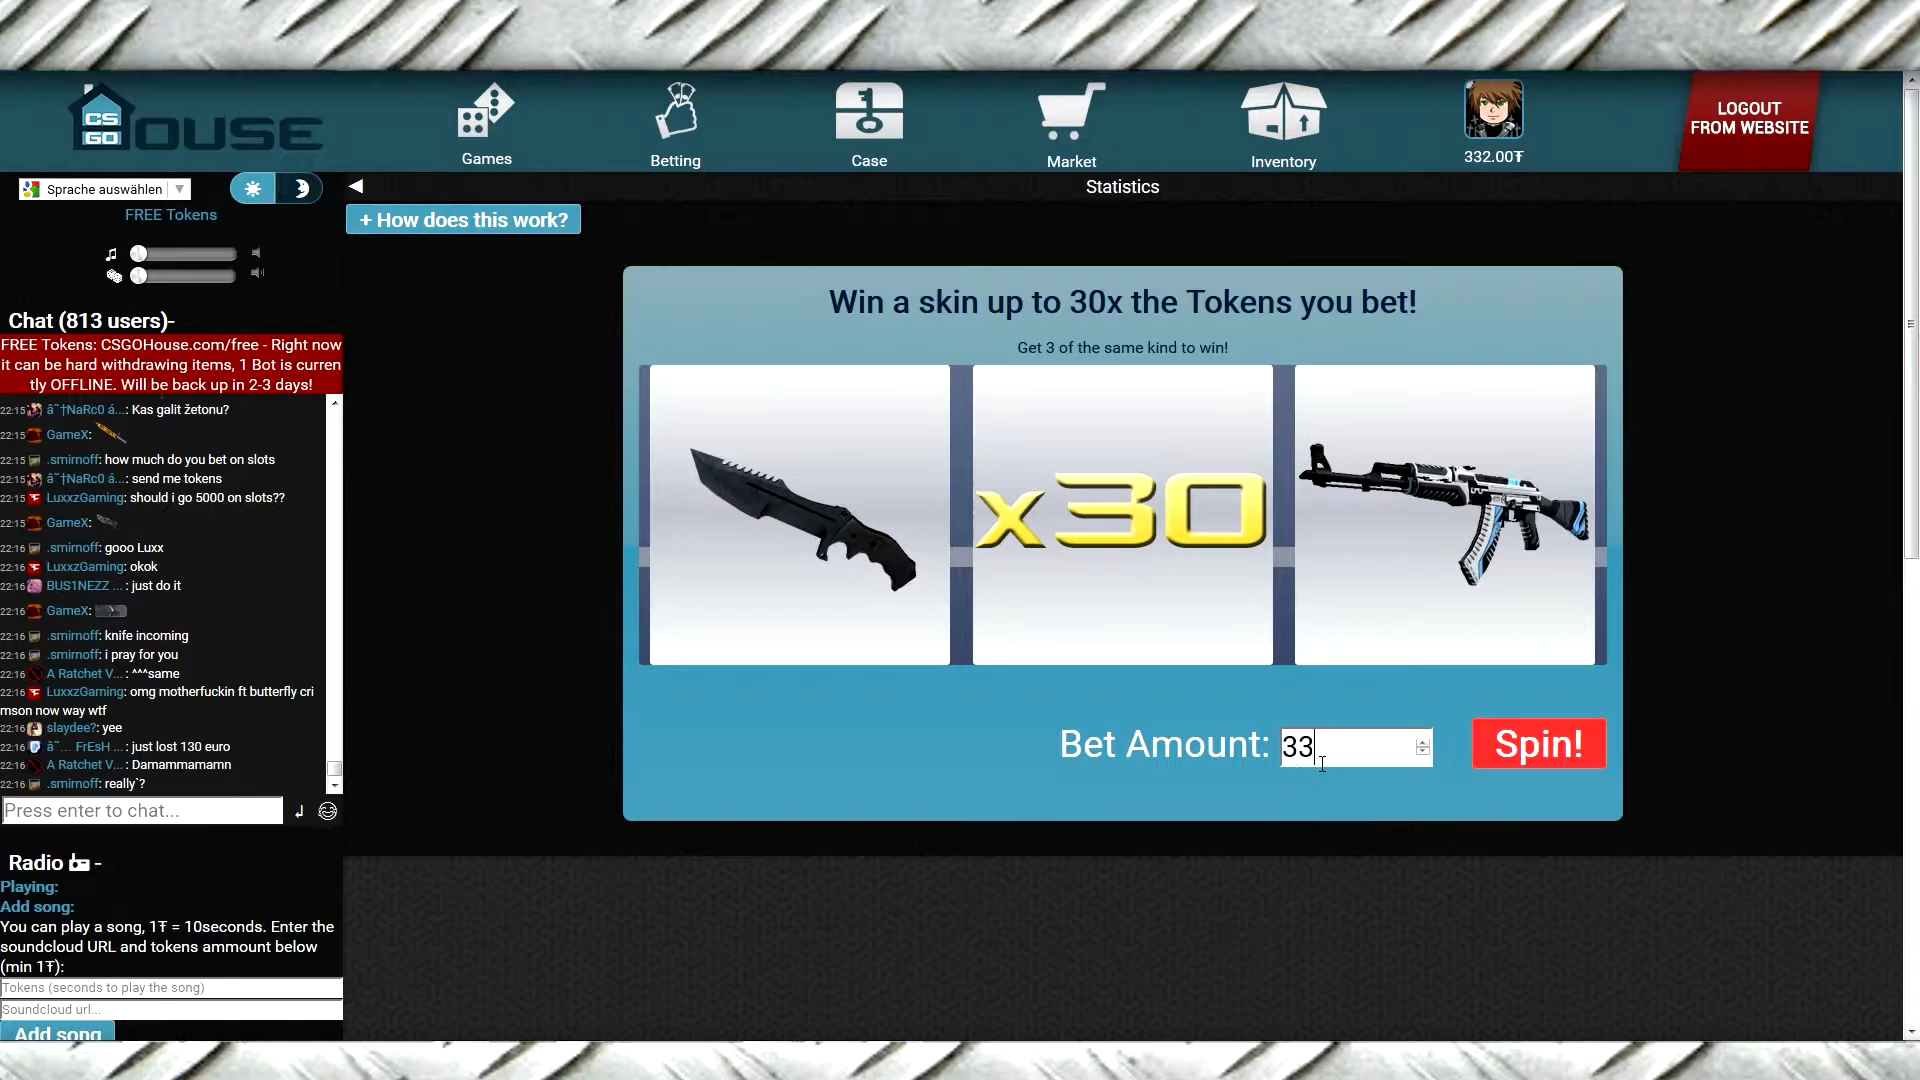 CS
GO
OUSE
Games
Betting
Case
Market
Inventory
332.00Ŧ
LOGOUT
FROM WEBSITE
Sprache auswählen
FREE Tokens
Statistics
+ How does this work?
Chat (813 users)-
FREE Tokens: CSGOHouse.com/free - Right now
it can be hard withdrawing items, 1 Bot is curren
tly OFFLINE. Will be back up in 2-3 days!
22:15 â˜†NaRc0 á...: Kas galit žetonu?
22:15 GameX:
22:15 .smirnoff: how much do you bet on slots
22:15 â˜†NaRc0 á...: send me tokens
22:15 LuxxzGaming: should i go 5000 on slots??
22:15 GameX:
22:16 .smirnoff: gooo Luxx
22:16 LuxxzGaming: okok
22:16 BUS1NEZZ ...: just do it
22:16 GameX:
22:16 .smirnoff: knife incoming
22:16 .smirnoff: i pray for you
22:16 A Ratchet V...: ^^^same
22:16 LuxxzGaming: omg motherfuckin ft butterfly cri
mson now way wtf
22:16 slaydee?: yee
22:16 â˜… FrEsH ...: just lost 130 euro
22:16 A Ratchet V...: Damammamamn
22:16 .smirnoff: really`?
Press enter to chat...
Radio -
Playing:
Add song:
You can play a song, 1Ŧ = 10seconds. Enter the
soundcloud URL and tokens ammount below
(min 1Ŧ):
Tokens (seconds to play the song)
Soundcloud url...
Add song
Win a skin up to 30x the Tokens you bet!
Get 3 of the same kind to win!
x30
Bet Amount: 33
Spin!